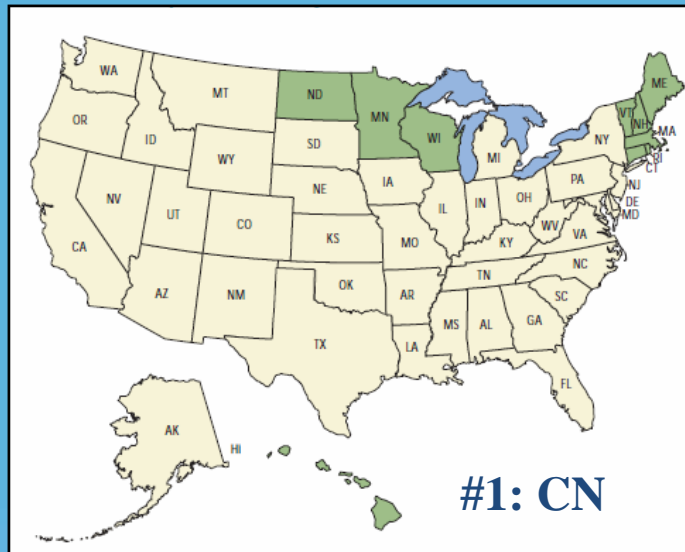 WA
MT
ND
MN
ME
VT
NH
MA
OR
ID
WY
SD
WI
MI
NY
RI
CT
NV
UT
CO
NE
IA
IL
IN
OH
PA
NJ
DE
MD
CA
KS
MO
KY
WV
VA
AZ
NM
OK
AR
TN
NC
TX
LA
MS
AL
GA
SC
FL
AK
HI
#1: CN